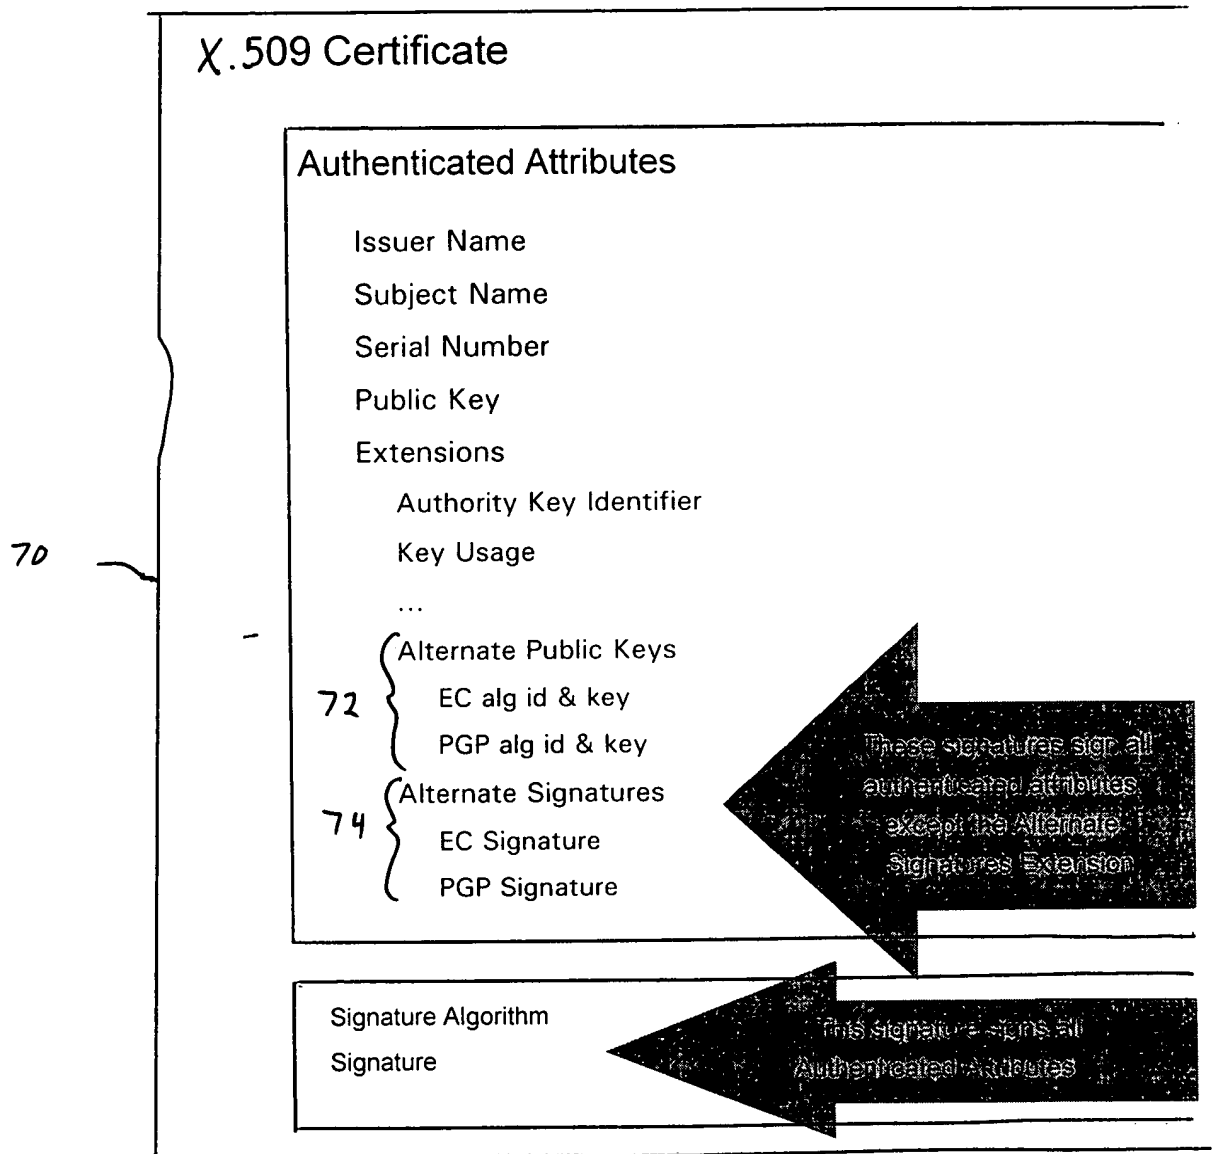 X.509 Certificate
Authenticated Attributes
Issuer Name
Subject Name
Serial Number
Public Key
Extensions
Authority Key Identifier
Key Usage
...
70
Alternate Public Keys
72
EC alg id & key
PGP alg id & key
Alternate Signatures
74
EC Signature
PGP Signature
These signatures sign all
authenticated attributes
except the Alternate
Signatures Extension
Signature Algorithm
Signature
This signature signs all
Authenticated Attributes